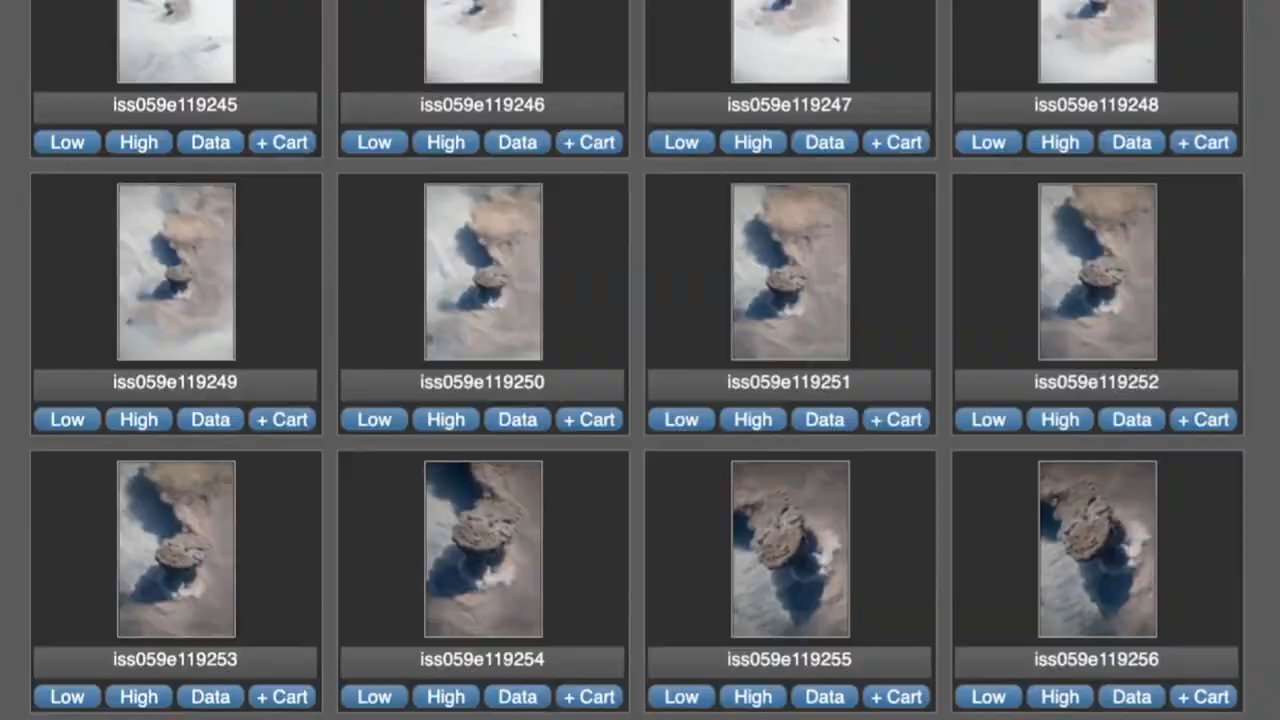 iss059e119245 iss059e119246 iss059e119247 iss059e119248
Low High Data + Cart Low High Data + Cart Low High Data + Cart Low High Data + Cart
iss059e119249 iss059e119250 iss059e119251 iss059e119252
Low High Data + Cart Low High Data + Cart Low High Data + Cart Low High Data + Cart
iss059e119253 iss059e119254 iss059e119255 iss059e119256
Low High Data + Cart Low High Data + Cart Low High Data + Cart Low High Data + Cart